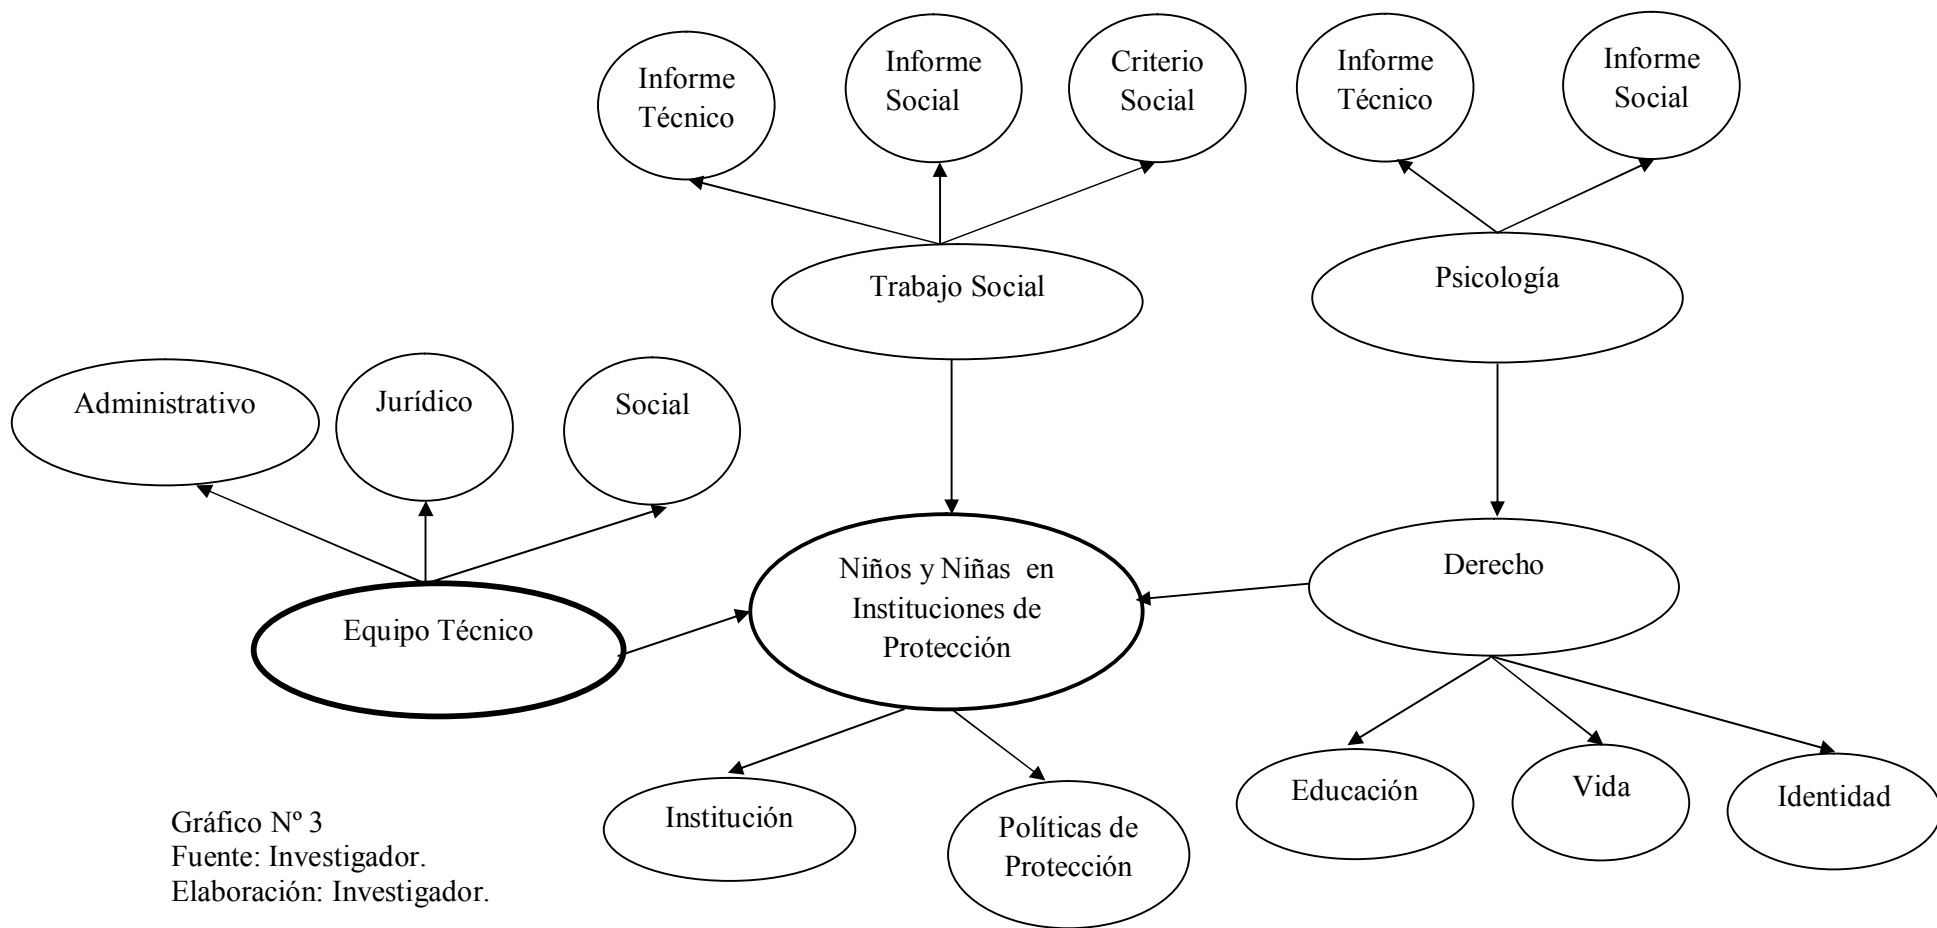 Informe
Técnico
Informe
Social
Criterio
Social
Informe
Técnico
Informe
Social
Trabajo Social
Psicología
Administrativo
Jurídico
Social
Niños y Niñas en
Instituciones de
Protección
Derecho
Equipo Técnico
Institución
Políticas de
Protección
Educación
Vida
Identidad
Gráfico Nº 3
Fuente: Investigador.
Elaboración: Investigador.